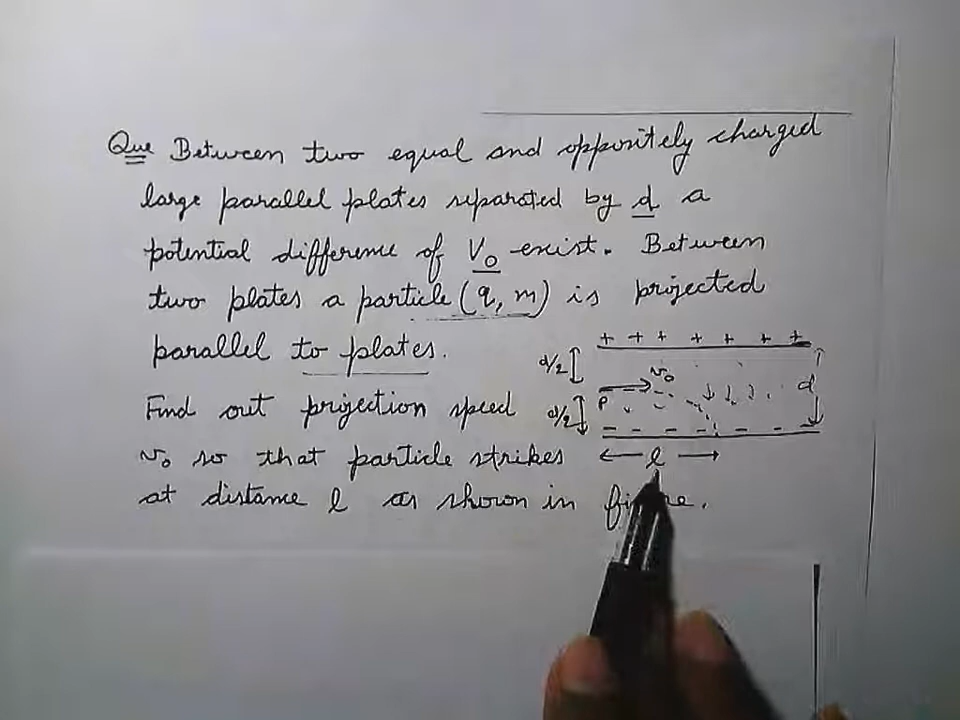 Que Between two equal and oppositely charged
large parallel plates separated by d a
potential difference of V₀ exist. Between
two plates a particle (q, m) is projected
parallel to plates.
+ + + + + + +
d/2
v₀
d
P
d/2
Find out projection speed
v₀ so that particle strikes
l
at distance l as shown in